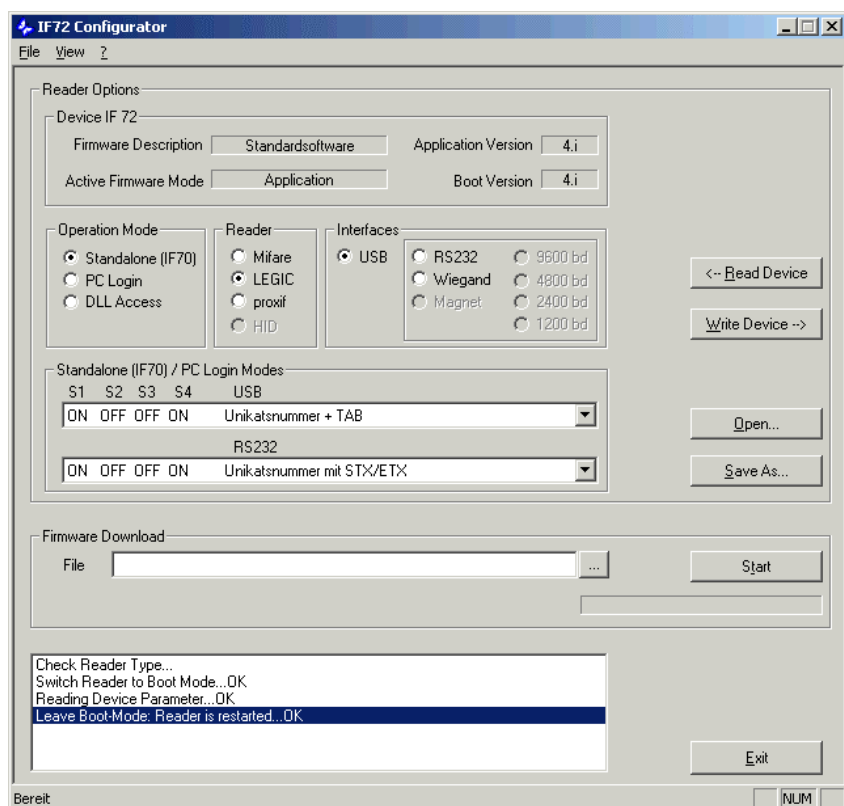 IF72 Configurator
File View ?
Reader Options
Device IF 72
Firmware Description Standardsoftware Application Version 4.i
Active Firmware Mode Application Boot Version 4.i
Operation Mode Reader Interfaces
Standalone (IF70) Mifare USB RS232 9600 bd
PC Login LEGIC Wiegand 4800 bd
DLL Access proxif Magnet 2400 bd
HID 1200 bd
<-- Read Device
Write Device -->
Standalone (IF70) / PC Login Modes
S1 S2 S3 S4 USB
ON OFF OFF ON Unikatsnummer + TAB
RS232
ON OFF OFF ON Unikatsnummer mit STX/ETX
Open...
Save As...
Firmware Download
File ... Start
Check Reader Type...
Switch Reader to Boot Mode...OK
Reading Device Parameter...OK
Leave Boot-Mode: Reader is restarted...OK
Exit
Bereit NUM